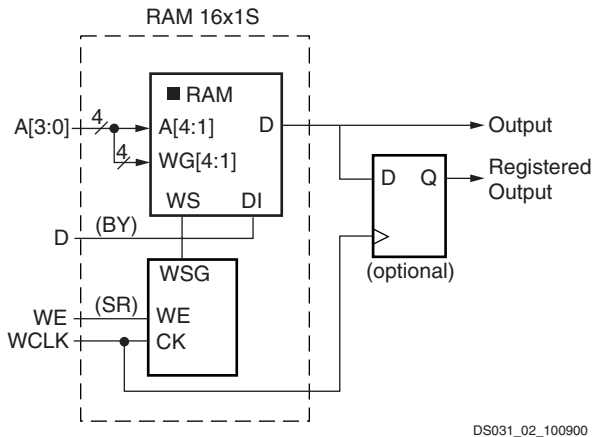 RAM 16x1S
RAM
A[3:0]
4
A[4:1]
D
Output
4
WG[4:1]
D
Q
Registered
Output
WS
DI
D
(BY)
(optional)
WSG
WE
(SR)
WE
WCLK
CK
DS031_02_100900